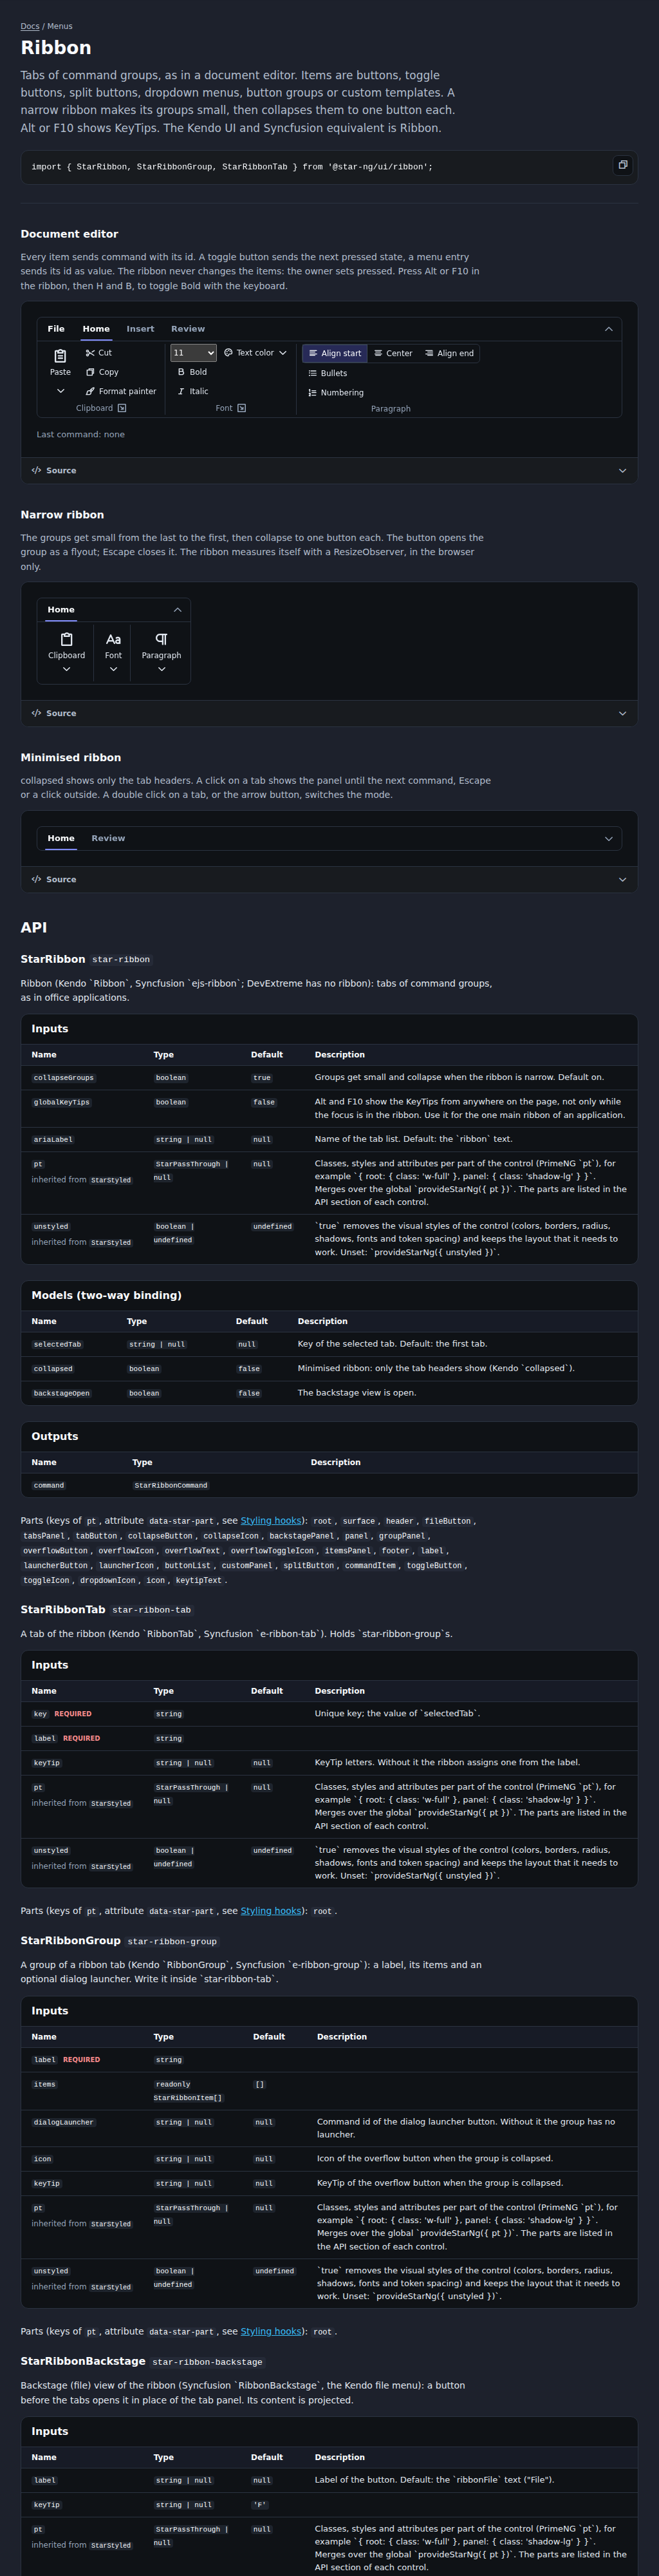 Docs / Menus
Ribbon
Tabs of command groups, as in a document editor. Items are buttons, toggle
buttons, split buttons, dropdown menus, button groups or custom templates. A
narrow ribbon makes its groups small, then collapses them to one button each.
Alt or F10 shows KeyTips. The Kendo UI and Syncfusion equivalent is Ribbon.
import { StarRibbon, StarRibbonGroup, StarRibbonTab } from '@star-ng/ui/ribbon';
Document editor
Every item sends command with its id. A toggle button sends the next pressed state, a menu entry
sends its id as value. The ribbon never changes the items: the owner sets pressed. Press Alt or F10 in
the ribbon, then H and B, to toggle Bold with the keyboard.
File Home Insert Review
Paste Cut 11 Text color Align start Center Align end
Copy Bold Bullets
Format painter Italic Numbering
Clipboard Font Paragraph
Last command: none
Source
Narrow ribbon
The groups get small from the last to the first, then collapse to one button each. The button opens the
group as a flyout; Escape closes it. The ribbon measures itself with a ResizeObserver, in the browser
only.
Home
Clipboard Font Paragraph
Source
Minimised ribbon
collapsed shows only the tab headers. A click on a tab shows the panel until the next command, Escape
or a click outside. A double click on a tab, or the arrow button, switches the mode.
Home Review
Source
API
StarRibbon star-ribbon
Ribbon (Kendo `Ribbon`, Syncfusion `ejs-ribbon`; DevExtreme has no ribbon): tabs of command groups,
as in office applications.
Inputs
Name Type Default Description
collapseGroups boolean true Groups get small and collapse when the ribbon is narrow. Default on.
globalKeyTips boolean false Alt and F10 show the KeyTips from anywhere on the page, not only while
the focus is in the ribbon. Use it for the one main ribbon of an application.
ariaLabel string | null null Name of the tab list. Default: the `ribbon` text.
pt StarPassThrough | null null Classes, styles and attributes per part of the control (PrimeNG `pt`), for
inherited from StarStyled example `{ root: { class: 'w-full' }, panel: { class: 'shadow-lg' } }`.
Merges over the global `provideStarNg({ pt })`. The parts are listed in the
API section of each control.
unstyled boolean | undefined undefined `true` removes the visual styles of the control (colors, borders, radius,
inherited from StarStyled shadows, fonts and token spacing) and keeps the layout that it needs to
work. Unset: `provideStarNg({ unstyled })`.
Models (two-way binding)
Name Type Default Description
selectedTab string | null null Key of the selected tab. Default: the first tab.
collapsed boolean false Minimised ribbon: only the tab headers show (Kendo `collapsed`).
backstageOpen boolean false The backstage view is open.
Outputs
Name Type Description
command StarRibbonCommand
Parts (keys of pt, attribute data-star-part, see Styling hooks): root, surface, header, fileButton,
tabsPanel, tabButton, collapseButton, collapseIcon, backstagePanel, panel, groupPanel,
overflowButton, overflowIcon, overflowText, overflowToggleIcon, itemsPanel, footer, label,
launcherButton, launcherIcon, buttonList, customPanel, splitButton, commandItem, toggleButton,
toggleIcon, dropdownIcon, icon, keytipText.
StarRibbonTab star-ribbon-tab
A tab of the ribbon (Kendo `RibbonTab`, Syncfusion `e-ribbon-tab`). Holds `star-ribbon-group`s.
Inputs
Name Type Default Description
key REQUIRED string Unique key; the value of `selectedTab`.
label REQUIRED string
keyTip string | null null KeyTip letters. Without it the ribbon assigns one from the label.
pt StarPassThrough | null null Classes, styles and attributes per part of the control (PrimeNG `pt`), for
inherited from StarStyled example `{ root: { class: 'w-full' }, panel: { class: 'shadow-lg' } }`.
Merges over the global `provideStarNg({ pt })`. The parts are listed in the
API section of each control.
unstyled boolean | undefined undefined `true` removes the visual styles of the control (colors, borders, radius,
inherited from StarStyled shadows, fonts and token spacing) and keeps the layout that it needs to
work. Unset: `provideStarNg({ unstyled })`.
Parts (keys of pt, attribute data-star-part, see Styling hooks): root.
StarRibbonGroup star-ribbon-group
A group of a ribbon tab (Kendo `RibbonGroup`, Syncfusion `e-ribbon-group`): a label, its items and an
optional dialog launcher. Write it inside `star-ribbon-tab`.
Inputs
Name Type Default Description
label REQUIRED string
items readonly StarRibbonItem[] []
dialogLauncher string | null null Command id of the dialog launcher button. Without it the group has no
launcher.
icon string | null null Icon of the overflow button when the group is collapsed.
keyTip string | null null KeyTip of the overflow button when the group is collapsed.
pt StarPassThrough | null null Classes, styles and attributes per part of the control (PrimeNG `pt`), for
inherited from StarStyled example `{ root: { class: 'w-full' }, panel: { class: 'shadow-lg' } }`.
Merges over the global `provideStarNg({ pt })`. The parts are listed in
the API section of each control.
unstyled boolean | undefined undefined `true` removes the visual styles of the control (colors, borders, radius,
inherited from StarStyled shadows, fonts and token spacing) and keeps the layout that it needs to
work. Unset: `provideStarNg({ unstyled })`.
Parts (keys of pt, attribute data-star-part, see Styling hooks): root.
StarRibbonBackstage star-ribbon-backstage
Backstage (file) view of the ribbon (Syncfusion `RibbonBackstage`, the Kendo file menu): a button
before the tabs opens it in place of the tab panel. Its content is projected.
Inputs
Name Type Default Description
label string | null null Label of the button. Default: the `ribbonFile` text ("File").
keyTip string | null 'F'
pt StarPassThrough | null null Classes, styles and attributes per part of the control (PrimeNG `pt`), for
inherited from StarStyled example `{ root: { class: 'w-full' }, panel: { class: 'shadow-lg' } }`.
Merges over the global `provideStarNg({ pt })`. The parts are listed in the
API section of each control.